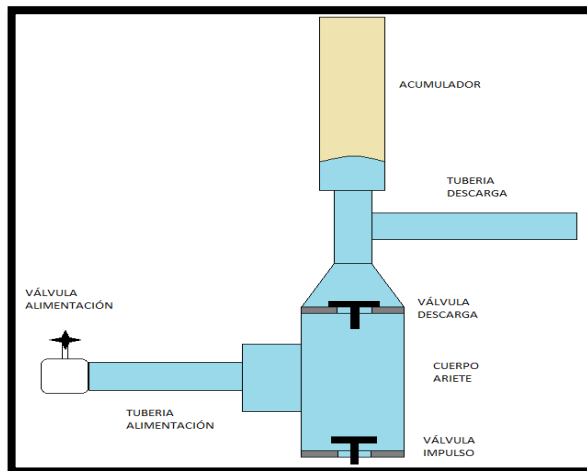 ACUMULADOR
TUBERIA
DESCARGA
VÁLVULA
ALIMENTACIÓN
VÁLVULA
DESCARGA
CUERPO
ARIETE
TUBERIA
ALIMENTACIÓN
VÁLVULA
IMPULSO